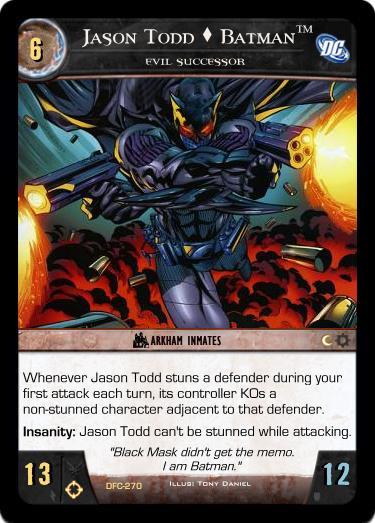 6
JASON TODD ♦ BATMAN™
EVIL SUCCESSOR
DC
ARKHAM INMATES
Whenever Jason Todd stuns a defender during your
first attack each turn, its controller KOs a
non-stunned character adjacent to that defender.
Insanity: Jason Todd can't be stunned while attacking.
"Black Mask didn't get the memo.
I am Batman."
13
DFC-270
ILLUS: TONY DANIEL
12